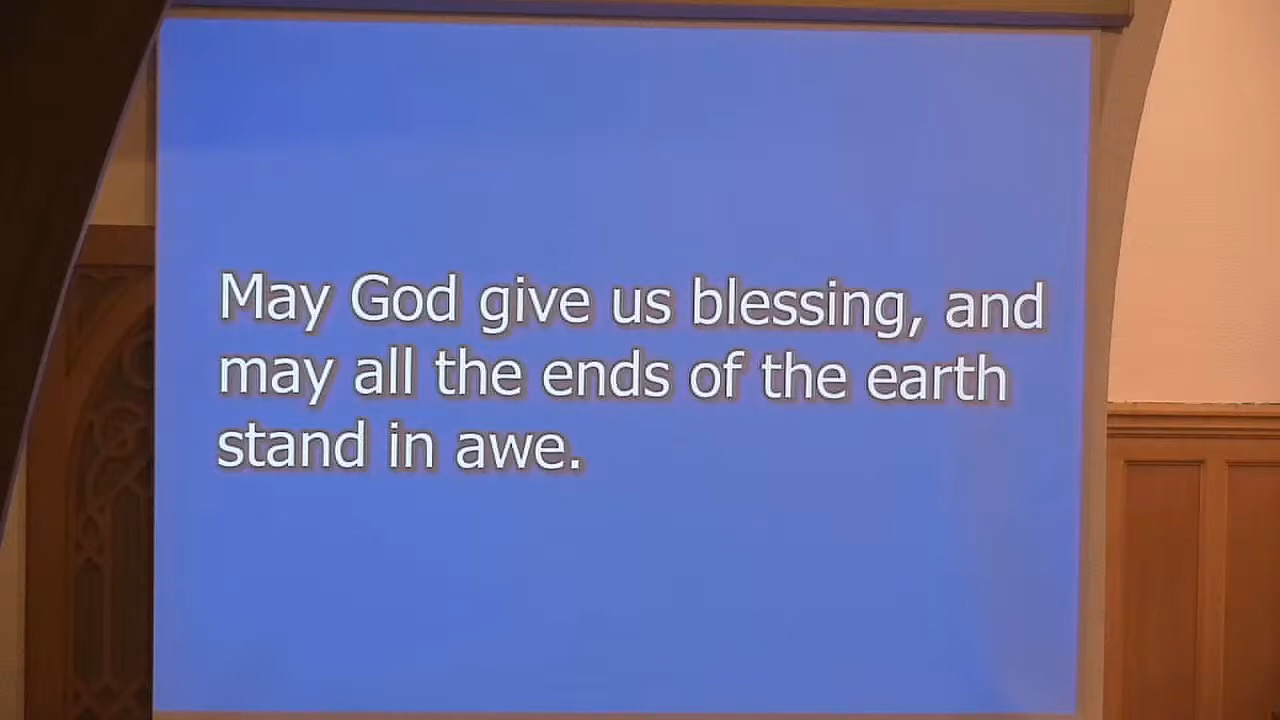 May God give us blessing, and
may all the ends of the earth
stand in awe.